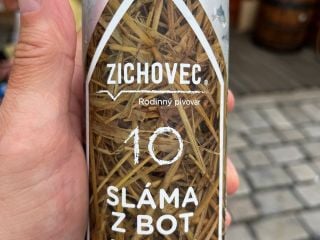 ZICHOVEC®
Rodinný pivovar
10
SLÁMA
Z BOT